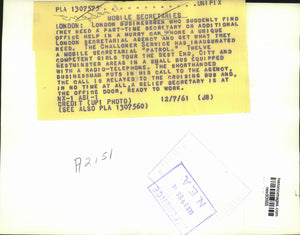 PLA 1307575 UNIPIX
MOBILE SECRETARIES
LONDON: LONDON BUSINESSMEN WHO SUDDENLY FIND
THEY NEED A PART-TIME SECRETARY OR ADDITIONAL
OFFICE HELP IN A HURRY CAN PHONE A UNIQUE
LONDON SECRETARIAL AGENCY AND GET WHAT THEY
NEED. THE CHALLONER SERVICE HAS INAUGURATED
A MOBILE SECRETARIAL "PATROL." TWELVE
COMPETENT GIRLS TOUR THE WEST END, CITY AND
WESTMINSTER AREAS IN A SMALL BUS EQUIPPED
WITH A RADIO-TELEPHONE. THE SHORTHANDED
BUSINESSMAN PUTS IN HIS CALL TO THE AGENCY,
THE CALL IS RELAYED TO THE CRUISING BUS AND,
IN NO TIME AT ALL, A RELIEF SECRETARY IS AT
THE OFFICE DOOR, READY TO WORK.
NX-1 LBI-1 12/7/61 (JB)
CREDIT (UPI PHOTO)
(SEE ALSO PLA 1307560)
A2151
N.E.A.